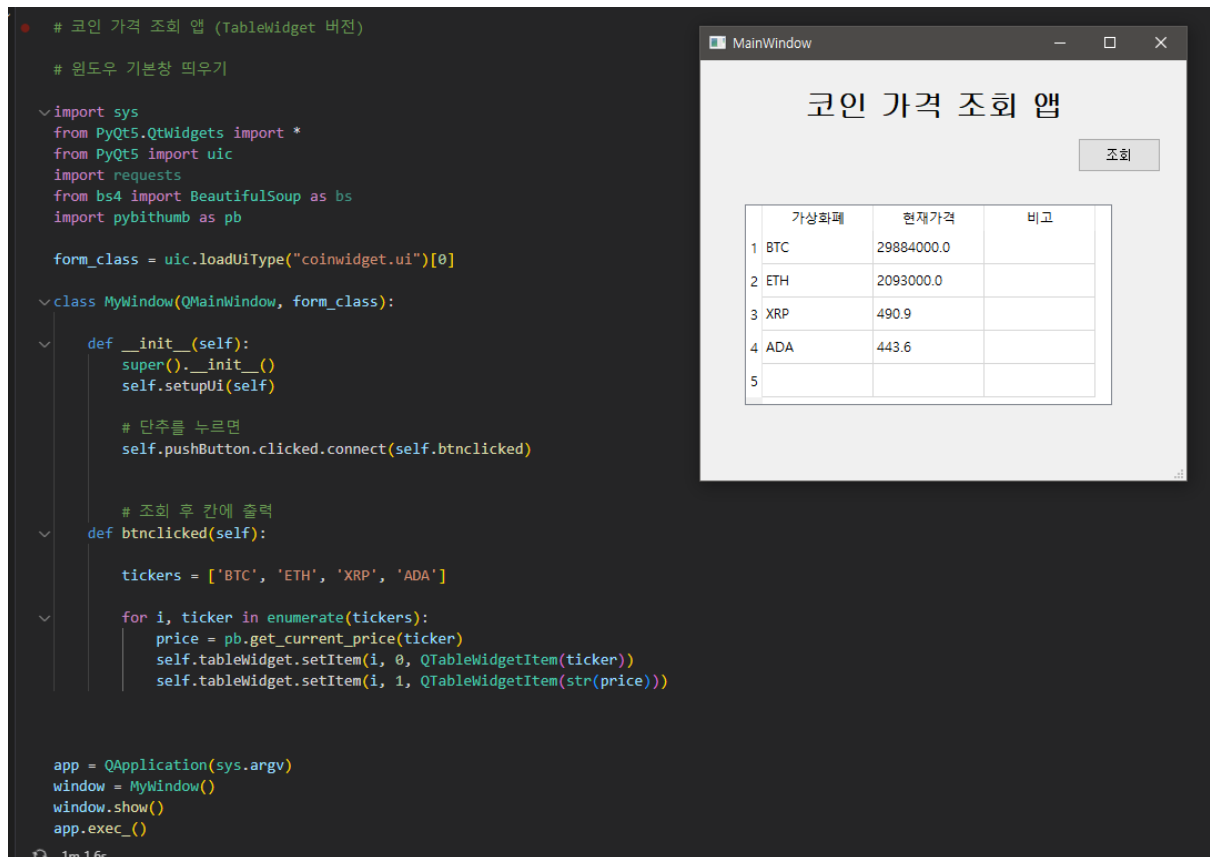 # 코인 가격 조회 앱 (TableWidget 버전)
# 윈도우 기본창 띄우기
import sys
from PyQt5.QtWidgets import *
from PyQt5 import uic
import requests
from bs4 import BeautifulSoup as bs
import pybithumb as pb
form_class = uic.loadUiType("coinwidget.ui")[0]
class MyWindow(QMainWindow, form_class):
def __init__(self):
super().__init__()
self.setupUi(self)
# 단추를 누르면
self.pushButton.clicked.connect(self.btnclicked)
# 조회 후 칸에 출력
def btnclicked(self):
tickers = ['BTC', 'ETH', 'XRP', 'ADA']
for i, ticker in enumerate(tickers):
price = pb.get_current_price(ticker)
self.tableWidget.setItem(i, 0, QTableWidgetItem(ticker))
self.tableWidget.setItem(i, 1, QTableWidgetItem(str(price)))
app = QApplication(sys.argv)
window = MyWindow()
window.show()
app.exec_()
1m 1.6s
MainWindow
코인 가격 조회 앱
조회
가상화폐 현재가격 비고
1 BTC 29884000.0
2 ETH 2093000.0
3 XRP 490.9
4 ADA 443.6
5